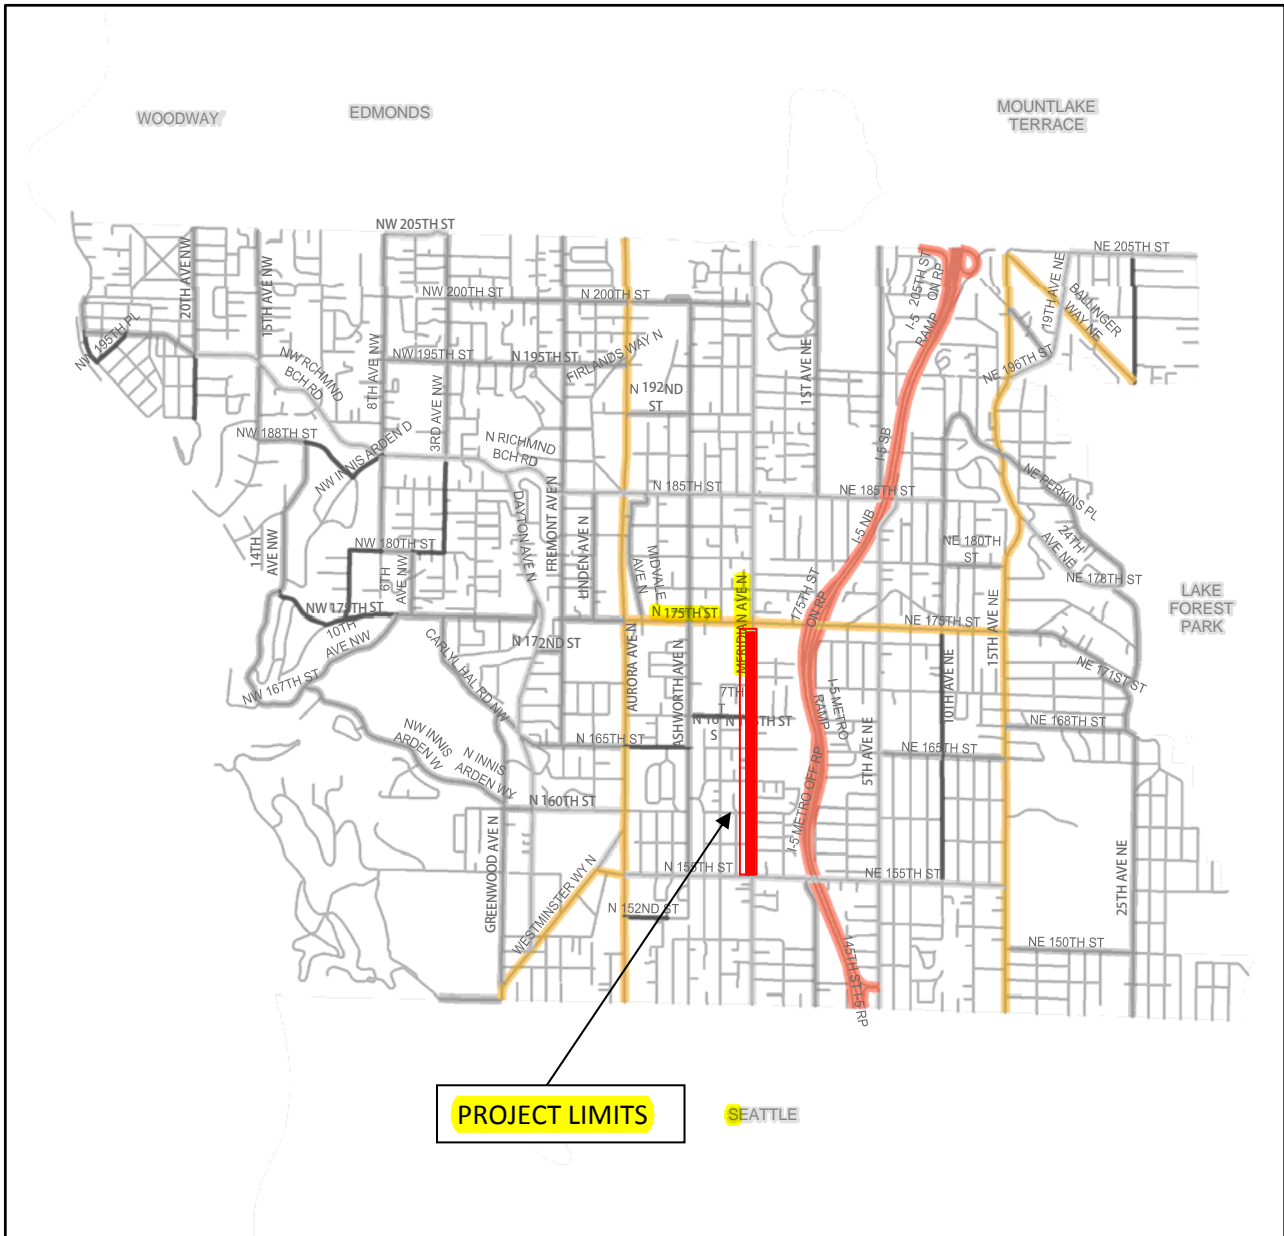 WOODWAY
EDMONDS
MOUNTLAKE
TERRACE
NW 205TH ST
NE 205TH ST
20TH AVE NW
15TH AVE NW
I-5 205TH ST
ON RP
RAMP
19TH AVE NE
BALLINGER
WAY NE
NW 200TH ST
N 200TH ST
NW 195TH PL
NW RCHMND
BCH RD
8TH AVE NW
NW 195TH ST
N 195TH ST
FIRLANDS WAY N
1ST AVE NE
NE 196TH ST
N 192ND
ST
3RD AVE NW
NW 188TH ST
NW INNIS ARDEN D
N RICHMND
BCH RD
I-5 SB
NE PERKINS PL
N 185TH ST
NE 185TH ST
DAYTON AVE N
FREMONT AVE N
LINDEN AVE N
I-5 NB
24TH
AVE NE
14TH
AVE NW
NW 180TH ST
NE 180TH
ST
6TH
AVE NW
MIDVALE
AVE N
MERIDIAN AVE N
175TH ST
ON RP
NE 178TH ST
LAKE
FOREST
PARK
NW 175TH ST
N 175TH ST
NE 175TH ST
15TH AVE NE
10TH
AVE NW
CARLYL HAL RD NW
N 172ND ST
AURORA AVE N
ASHWORTH AVE N
NE 171ST ST
NW 167TH ST
7TH
I-5 METRO
RAMP
10TH AVE NE
NE 168TH ST
NW INNIS
ARDEN W
N INNIS
ARDEN WY
N 165TH ST
N 16
S
5TH AVE NE
NE 165TH ST
N 160TH ST
I-5 METRO OFF RP
N 155TH ST
NE 155TH ST
GREENWOOD AVE N
WESTMINSTER WY N
N 152ND ST
25TH AVE NE
NE 150TH ST
145TH ST I-5 RP
PROJECT LIMITS
SEATTLE